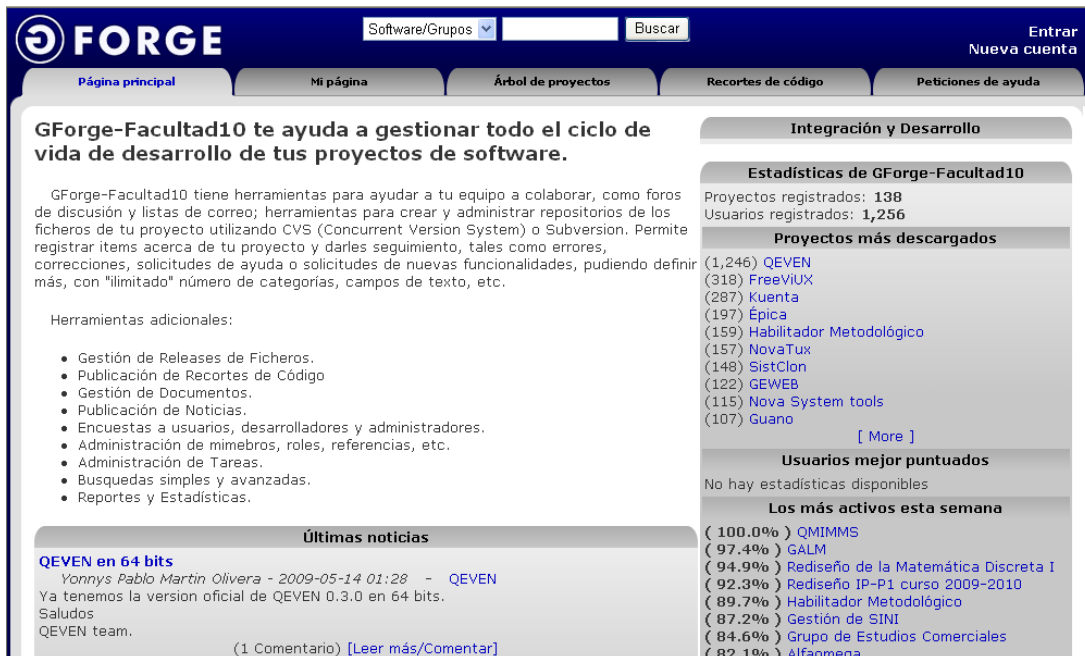 FORGE
Software/Grupos
Buscar
Entrar
Nueva cuenta
Página principal
Mi página
Árbol de proyectos
Recortes de código
Peticiones de ayuda
GForge-Facultad10 te ayuda a gestionar todo el ciclo de
vida de desarrollo de tus proyectos de software.
GForge-Facultad10 tiene herramientas para ayudar a tu equipo a colaborar, como foros
de discusión y listas de correo; herramientas para crear y administrar repositorios de los
ficheros de tu proyecto utilizando CVS (Concurrent Version System) o Subversion. Permite
registrar items acerca de tu proyecto y darles seguimiento, tales como errores,
correcciones, solicitudes de ayuda o solicitudes de nuevas funcionalidades, pudiendo definir
más, con "ilimitado" número de categorías, campos de texto, etc.
Herramientas adicionales:
• Gestión de Releases de Ficheros.
• Publicación de Recortes de Código
• Gestión de Documentos.
• Publicación de Noticias.
• Encuestas a usuarios, desarrolladores y administradores.
• Administración de mimebros, roles, referencias, etc.
• Administración de Tareas.
• Busquedas simples y avanzadas.
• Reportes y Estadísticas.
Últimas noticias
QEVEN en 64 bits
Yonnys Pablo Martin Olivera - 2009-05-14 01:28 - QEVEN
Ya tenemos la version oficial de QEVEN 0.3.0 en 64 bits.
Saludos
QEVEN team.
(1 Comentario) [Leer más/Comentar]
Integración y Desarrollo
Estadísticas de GForge-Facultad10
Proyectos registrados: 138
Usuarios registrados: 1,256
Proyectos más descargados
(1,246) QEVEN
(318) FreeViUX
(287) Kuenta
(197) Épica
(159) Habilitador Metodológico
(157) NovaTux
(148) SistClon
(122) GEWEB
(115) Nova System tools
(107) Guano
[ More ]
Usuarios mejor puntuados
No hay estadísticas disponibles
Los más activos esta semana
( 100.0% ) QMIMMS
( 97.4% ) GALM
( 94.9% ) Rediseño de la Matemática Discreta I
( 92.3% ) Rediseño IP-P1 curso 2009-2010
( 89.7% ) Habilitador Metodológico
( 87.2% ) Gestión de SINI
( 84.6% ) Grupo de Estudios Comerciales
( 82.1% ) Alfaomega